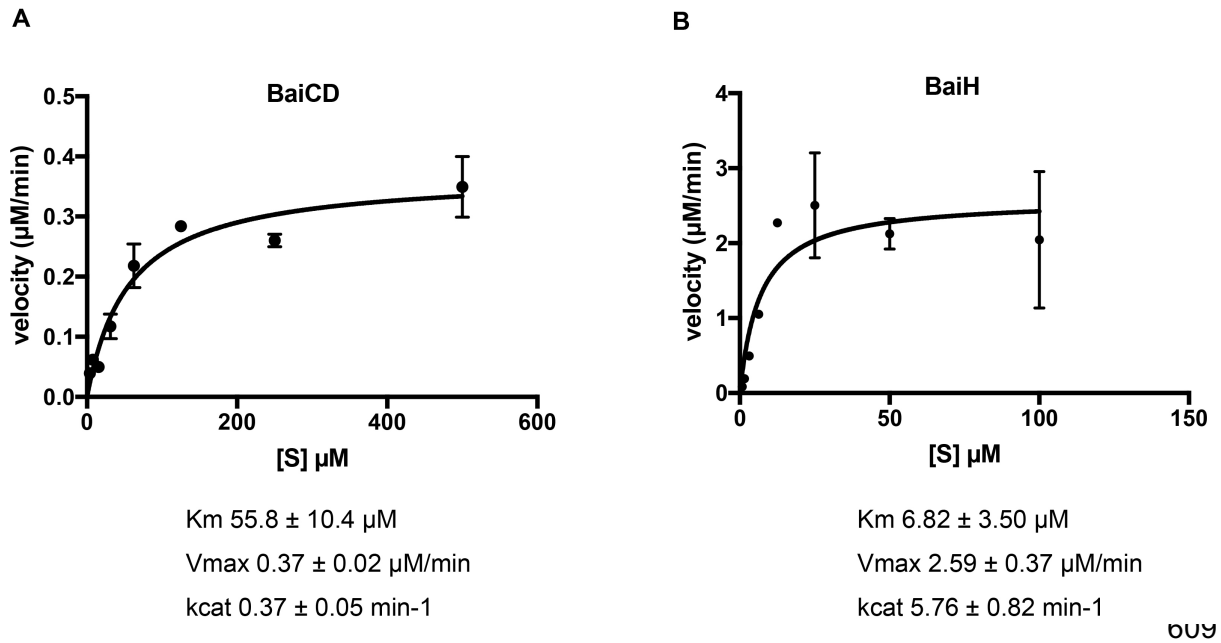 A
BaiCD
velocity (µM/min)
0.5
0.4
0.3
0.2
0.1
0.0
0 200 400 600
[S] µM
Km 55.8 ± 10.4 µM
Vmax 0.37 ± 0.02 µM/min
kcat 0.37 ± 0.05 min-1
B
BaiH
velocity (µM/min)
4
3
2
1
0
0 50 100 150
[S] µM
Km 6.82 ± 3.50 µM
Vmax 2.59 ± 0.37 µM/min
kcat 5.76 ± 0.82 min-1
609